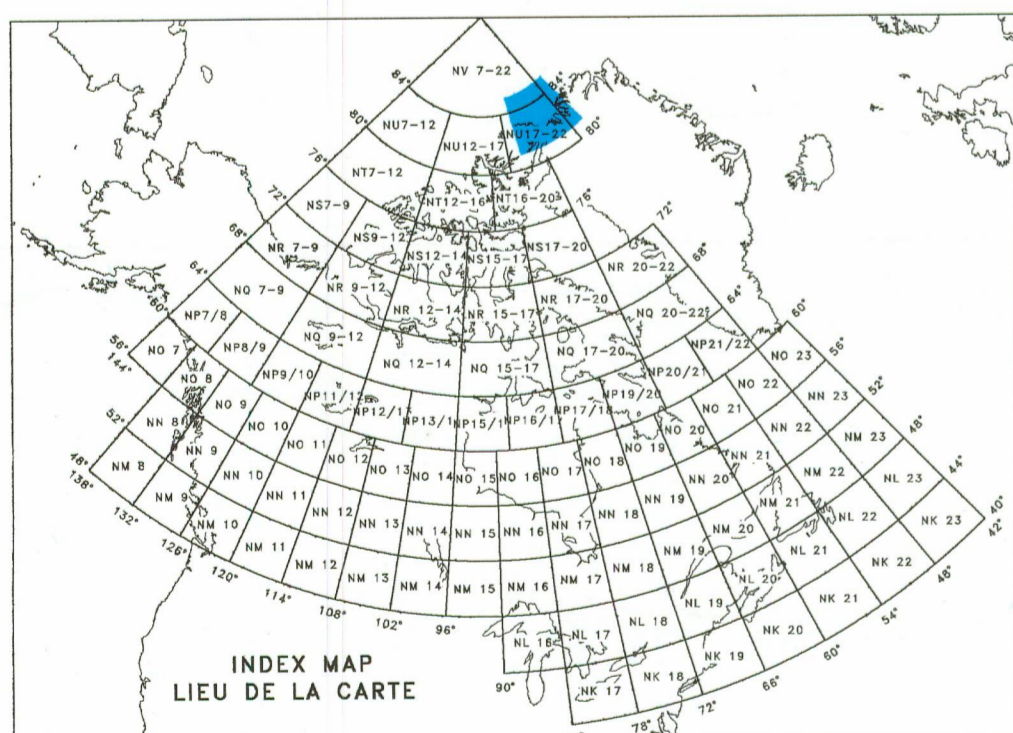 NV 7-22
84°
84°
80°
NU7-12
NU12-17
NU17-22
80°
76°
NT7-12
NT12-16
NT16-20
76°
72°
NS7-9
NS9-12
NS12-14
NS15-17
NS17-20
72°
68°
NR 7-9
NR 9-12
NR 12-14
NR 15-17
NR 17-20
NR 20-22
68°
64°
NQ 7-9
NQ 9-12
NQ 12-14
NQ 15-17
NQ 17-20
NQ 20-22
64°
60°
NP7/8
NP8/9
NP9/10
NP11/12
NP12/13
NP13/1
NP15/1
NP16/1
NP17/18
NP19/20
NP20/21
NP21/22
60°
56°
144°
NO 7
NO 8
NO 9
NO 10
NO 11
NO 12
NO 13
NO 14
NO 15
NO 16
NO 17
NO 18
NO 19
NO 20
NO 21
NO 22
NO 23
56°
52°
NN 8
NN 9
NN 10
NN 11
NN 12
NN 13
NN 14
NN 15
NN 16
NN 17
NN 18
NN 19
NN 20
NN 21
NN 22
NN 23
52°
48°
138°
NM 8
NM 9
NM 10
NM 11
NM 12
NM 13
NM 14
NM 15
NM 16
NM 17
NM 18
NM 19
NM 20
NM 21
NM 22
NM 23
48°
132°
126°
120°
114°
108°
102°
96°
NL 16
NL 17
NL 18
NL 19
NL 20
NL 21
NL 22
NL 23
44°
90°
NK 17
NK 18
NK 19
NK 20
NK 21
NK 22
NK 23
40°
42°
78°
72°
66°
60°
54°
48°
INDEX MAP
LIEU DE LA CARTE